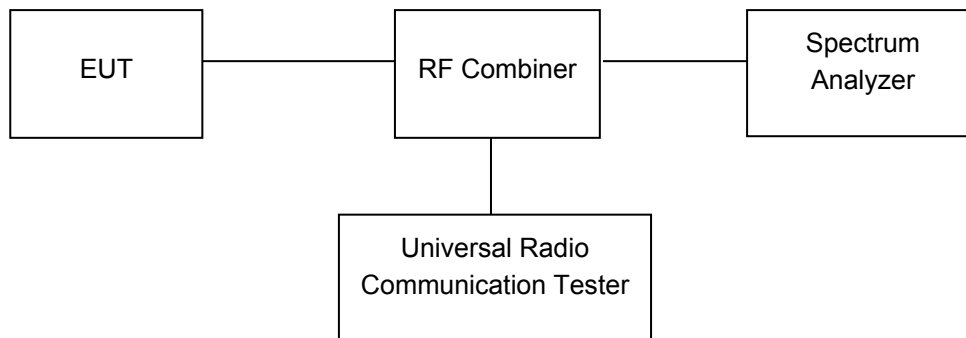 EUT
RF Combiner
Spectrum
Analyzer
Universal Radio
Communication Tester